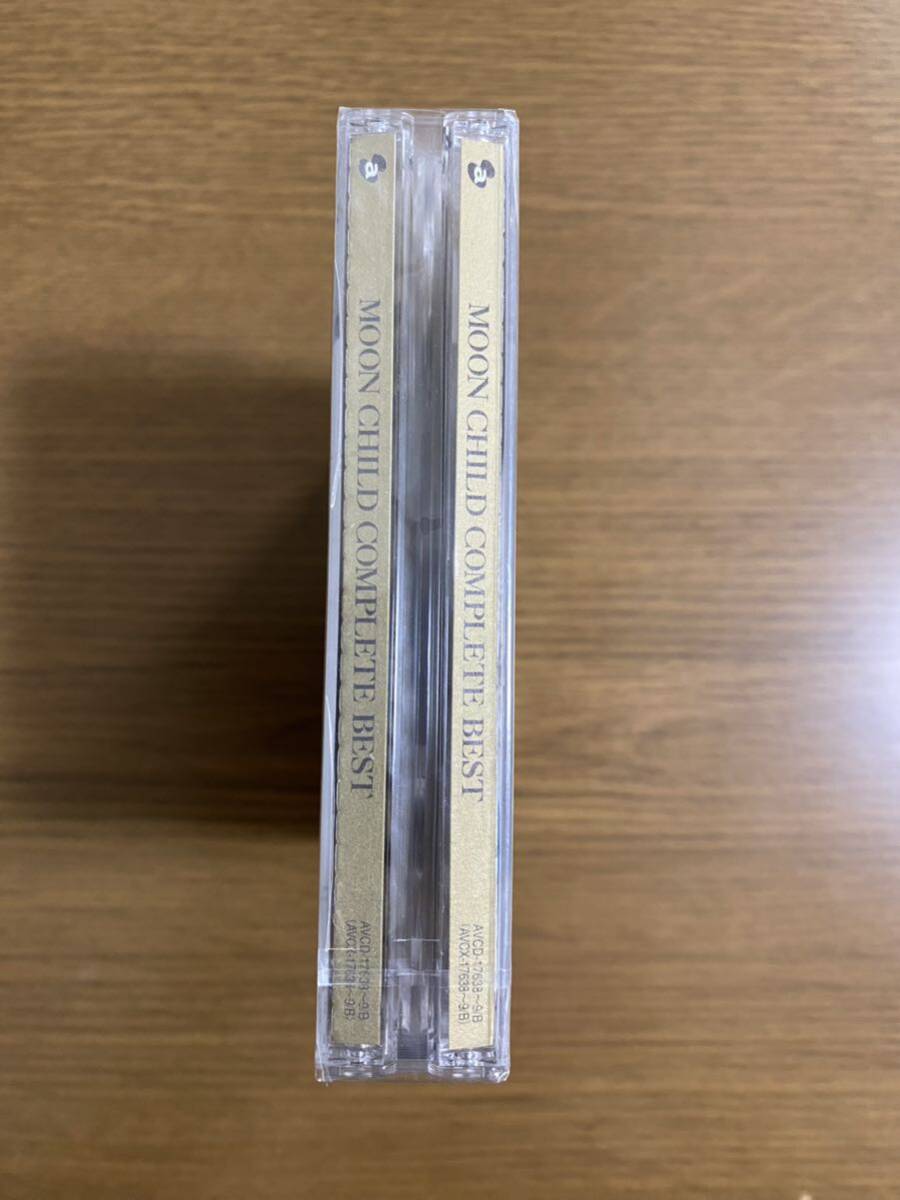 a
MOON CHILD COMPLETE BEST
AVCD-17638~9/B
(AVCX-17638~9/B)
a
MOON CHILD COMPLETE BEST
AVCD-17638~9/B
(AVCX-17638~9/B)